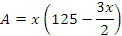 A = x(125 − 3x/2)